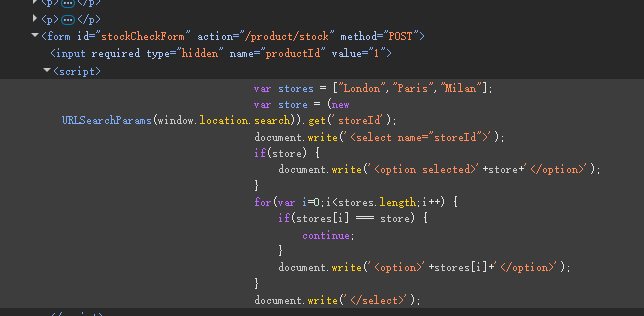 <p>…</p>
<p>…</p>
<form id="stockCheckForm" action="/product/stock" method="POST">
<input required type="hidden" name="productId" value="1">
<script>
var stores = ["London","Paris","Milan"];
var store = (new
URLSearchParams(window.location.search)).get('storeId');
document.write('<select name="storeId">');
if(store) {
document.write('<option selected>'+store+'</option>');
}
for(var i=0;i<stores.length;i++) {
if(stores[i] === store) {
continue;
}
document.write('<option>'+stores[i]+'</option>');
}
document.write('</select>');
</script>